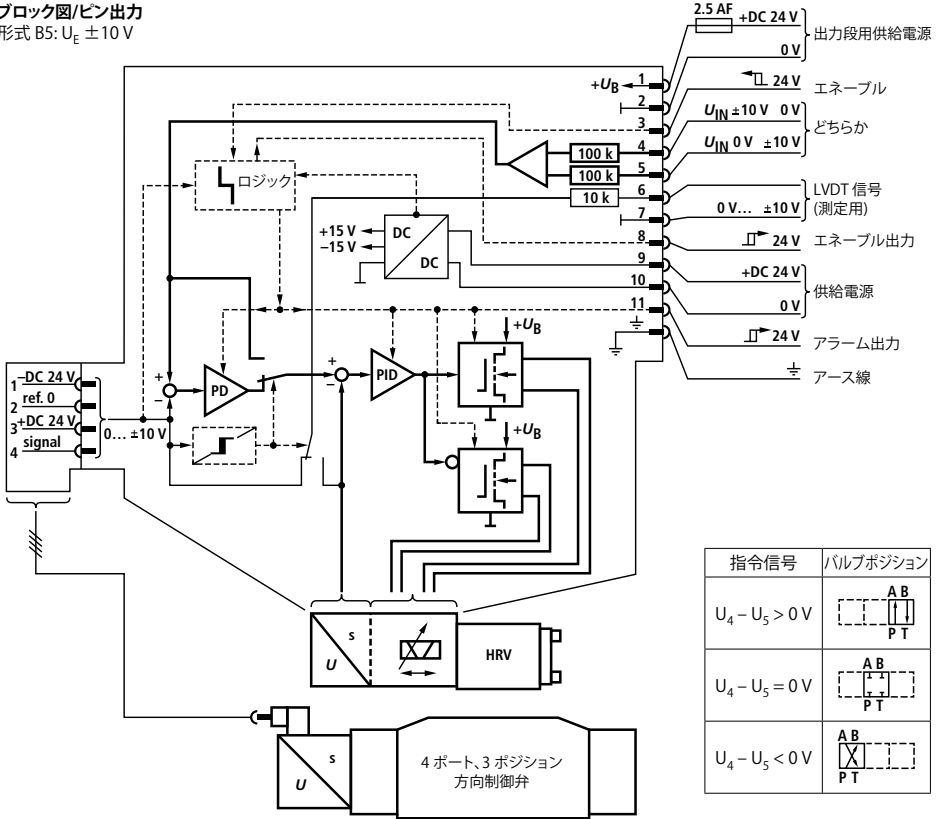 ブロック図/ピン出力
形式 B5: U_E ±10 V
2.5 AF
+DC 24 V
出力段用供給電源
0 V
+U_B
1
2
24 V
エネーブル
3
U_IN ±10 V 0 V
どちらか
4
100 k
U_IN 0 V ±10 V
5
100 k
ロジック
6
10 k
LVDT 信号
(測定用)
7
0 V... ±10 V
+15 V
−15 V
DC
DC
8
24 V
エネーブル出力
9
+DC 24 V
供給電源
10
0 V
11
24 V
アラーム出力
アース線
+U_B
+
−
PD
+
−
PID
1 −DC 24 V
2 ref. 0
3 +DC 24 V
4 signal
0... ±10 V
+U_B
U
s
HRV
U
s
4 ポート、3 ポジション
方向制御弁
指令信号 バルブポジション
U₄ – U₅ > 0 V
A B
P T
U₄ – U₅ = 0 V
A B
P T
U₄ – U₅ < 0 V
A B
P T